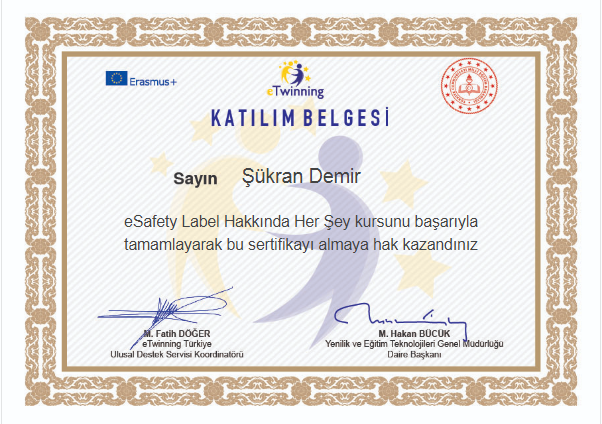 Erasmus+
eTwinning
KATILIM BELGESİ
Sayın Şükran Demir
eSafety Label Hakkında Her Şey kursunu başarıyla
tamamlayarak bu sertifikayı almaya hak kazandınız
M. Fatih DÖĞER
eTwinning Türkiye
Ulusal Destek Servisi Koordinatörü
M. Hakan BÜCÜK
Yenilik ve Eğitim Teknolojileri Genel Müdürlüğü
Daire Başkanı